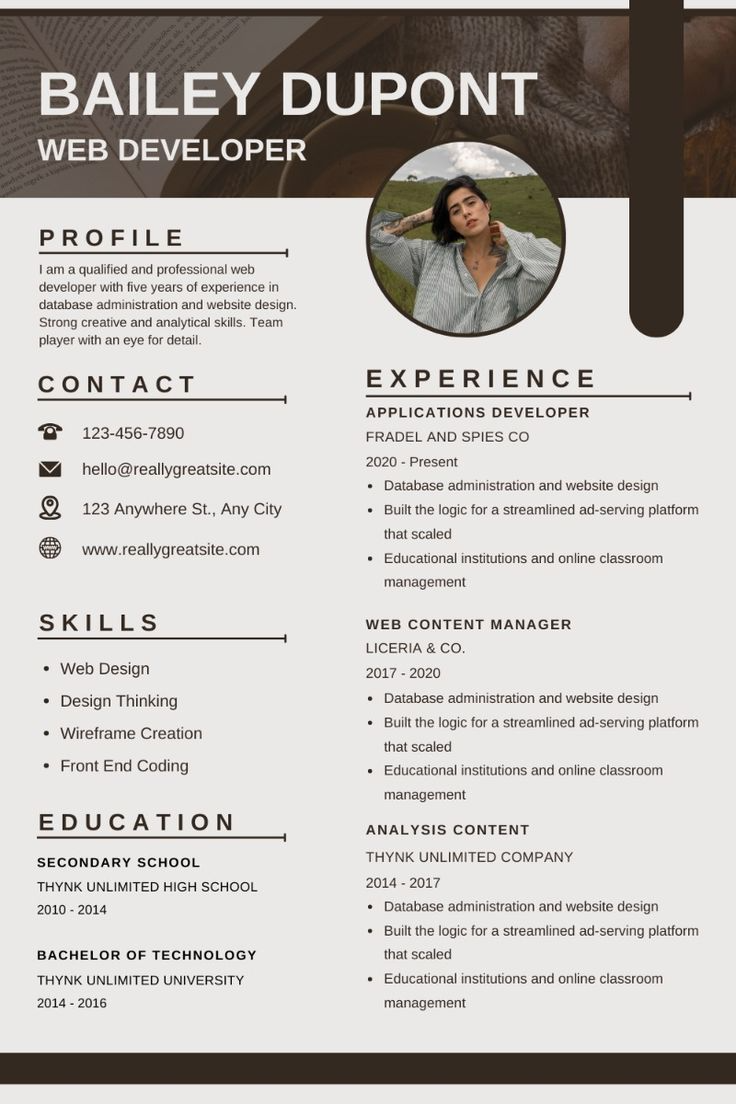 BAILEY DUPONT
WEB DEVELOPER
PROFILE
I am a qualified and professional web
developer with five years of experience in
database administration and website design.
Strong creative and analytical skills. Team
player with an eye for detail.
CONTACT
123-456-7890
hello@reallygreatsite.com
123 Anywhere St., Any City
www.reallygreatsite.com
SKILLS
• Web Design
• Design Thinking
• Wireframe Creation
• Front End Coding
EDUCATION
SECONDARY SCHOOL
THYNK UNLIMITED HIGH SCHOOL
2010 - 2014
BACHELOR OF TECHNOLOGY
THYNK UNLIMITED UNIVERSITY
2014 - 2016
EXPERIENCE
APPLICATIONS DEVELOPER
FRADEL AND SPIES CO
2020 - Present
• Database administration and website design
• Built the logic for a streamlined ad-serving platform
that scaled
• Educational institutions and online classroom
management
WEB CONTENT MANAGER
LICERIA & CO.
2017 - 2020
• Database administration and website design
• Built the logic for a streamlined ad-serving platform
that scaled
• Educational institutions and online classroom
management
ANALYSIS CONTENT
THYNK UNLIMITED COMPANY
2014 - 2017
• Database administration and website design
• Built the logic for a streamlined ad-serving platform
that scaled
• Educational institutions and online classroom
management